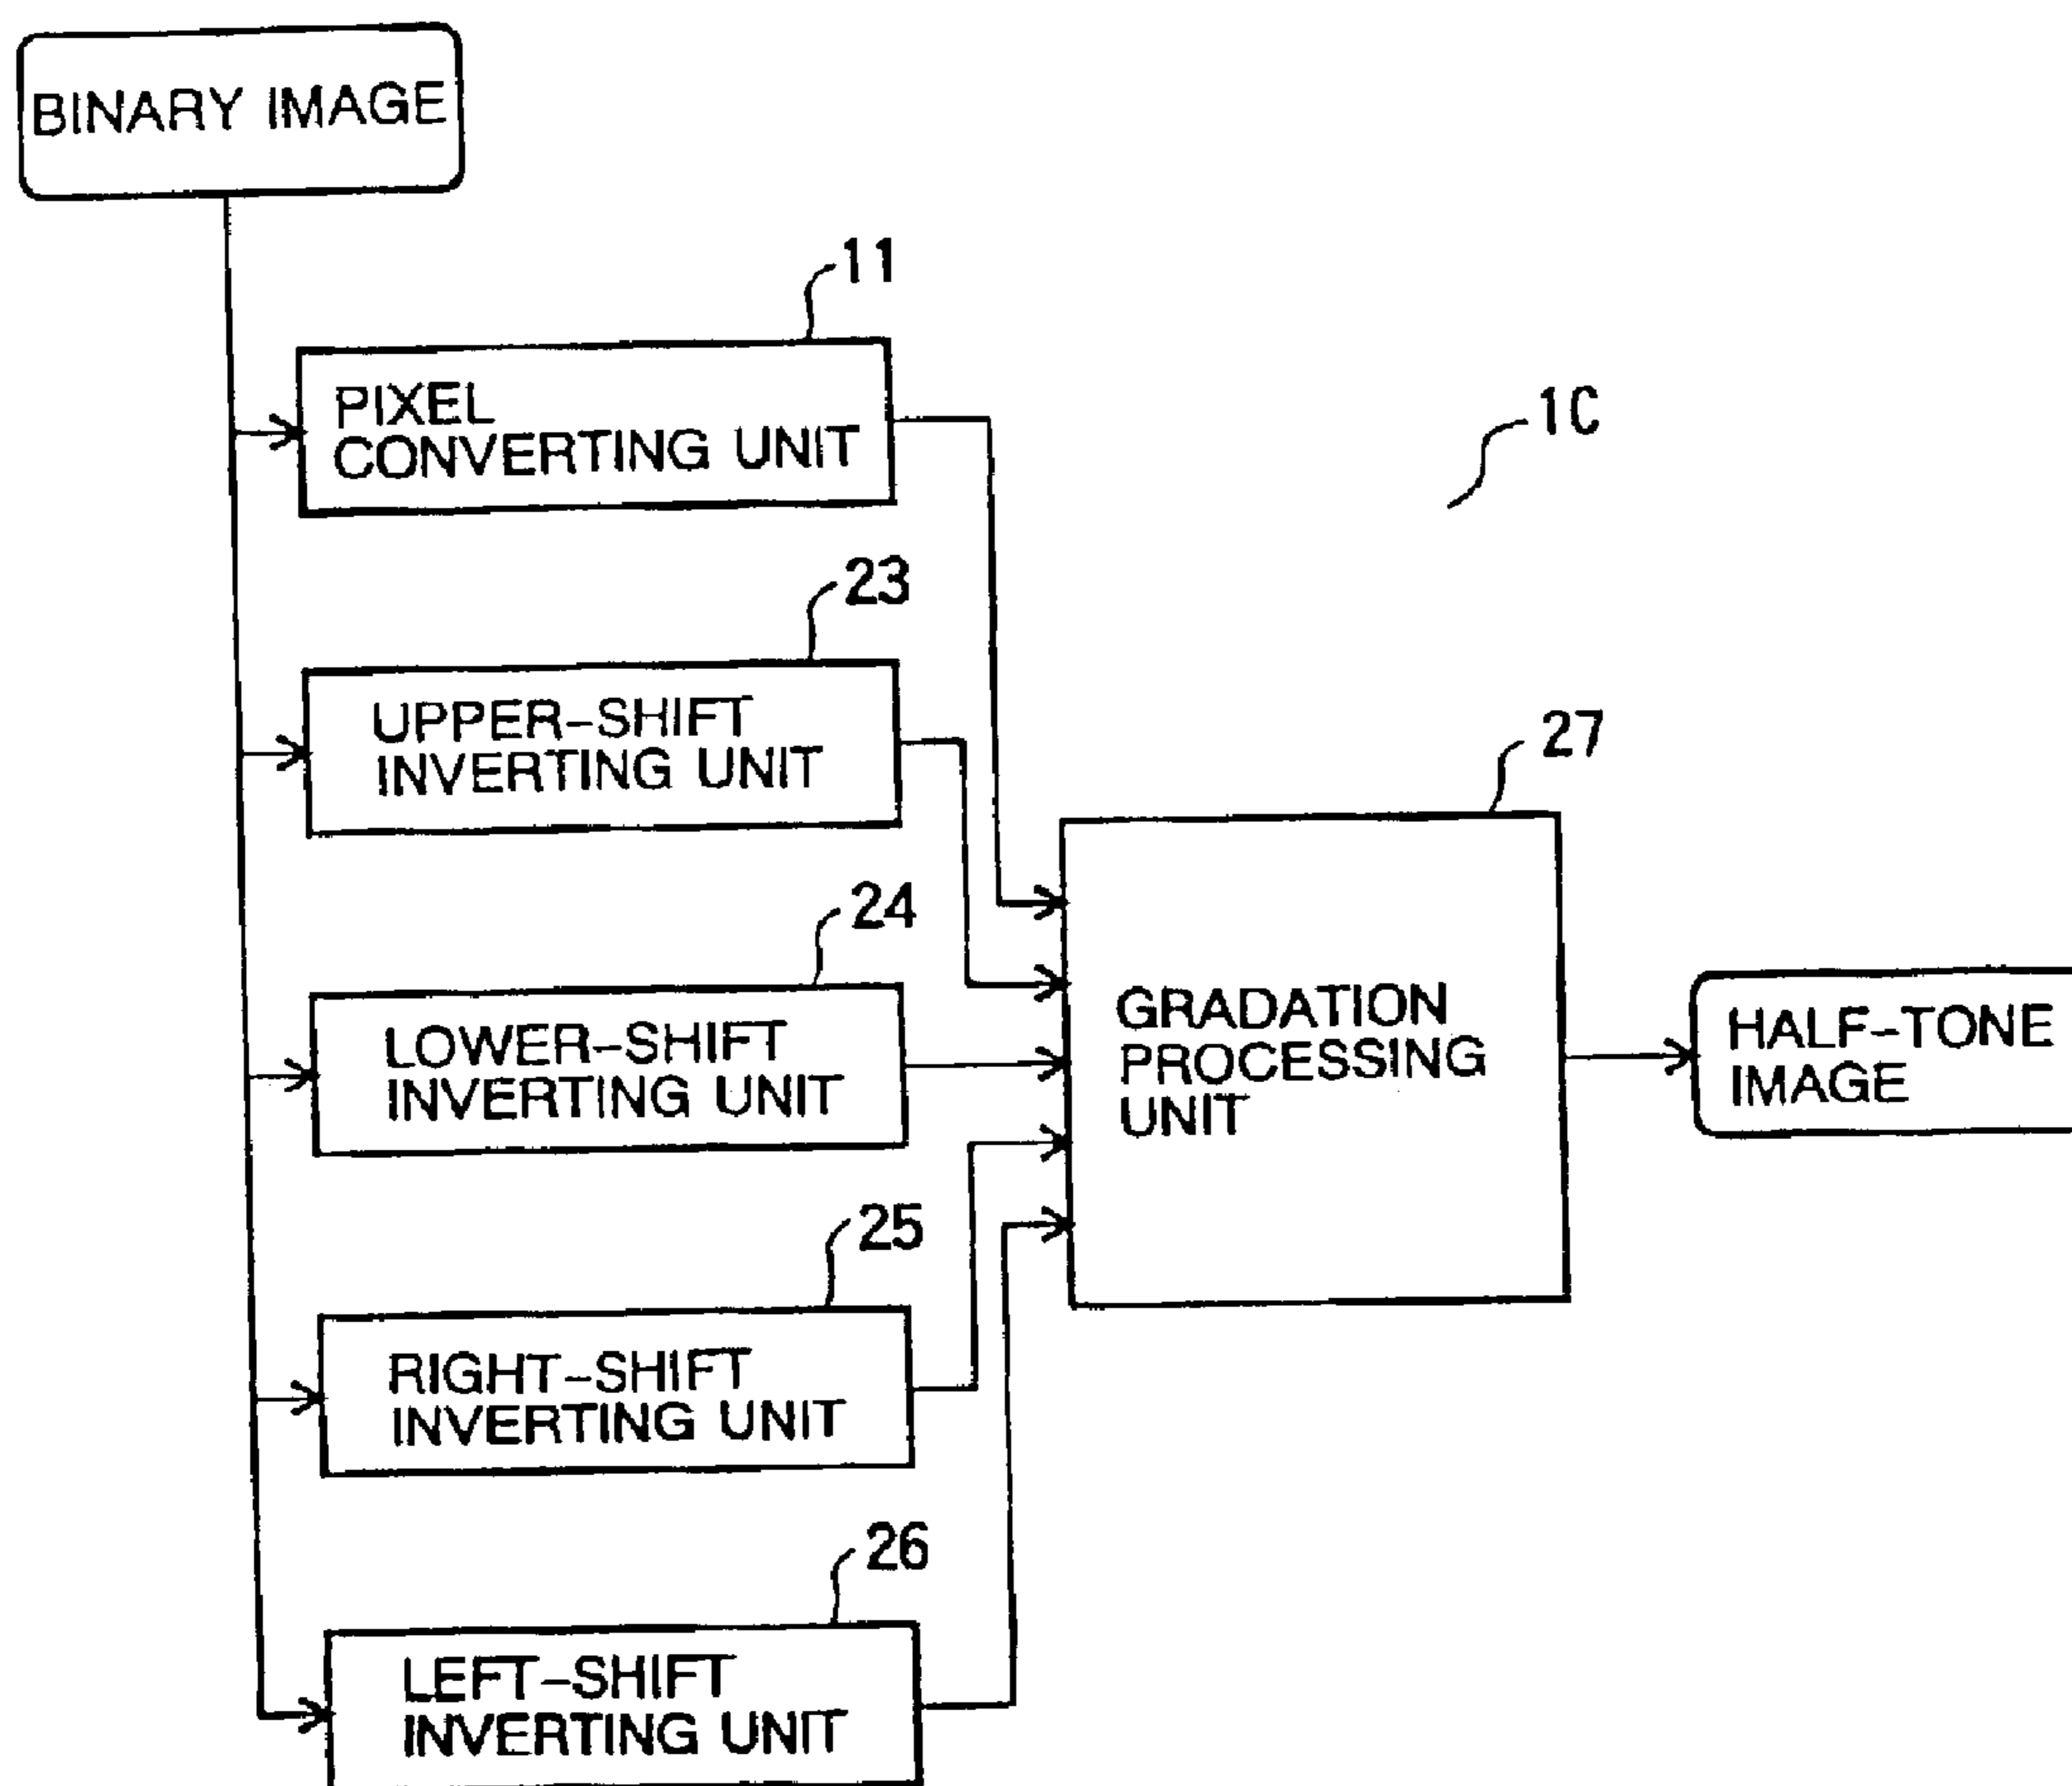 BINARY IMAGE
11
PIXEL
CONVERTING UNIT
1C
23
UPPER-SHIFT
INVERTING UNIT
27
24
LOWER-SHIFT
INVERTING UNIT
GRADATION
PROCESSING
UNIT
HALF-TONE
IMAGE
25
RIGHT-SHIFT
INVERTING UNIT
26
LEFT-SHIFT
INVERTING UNIT